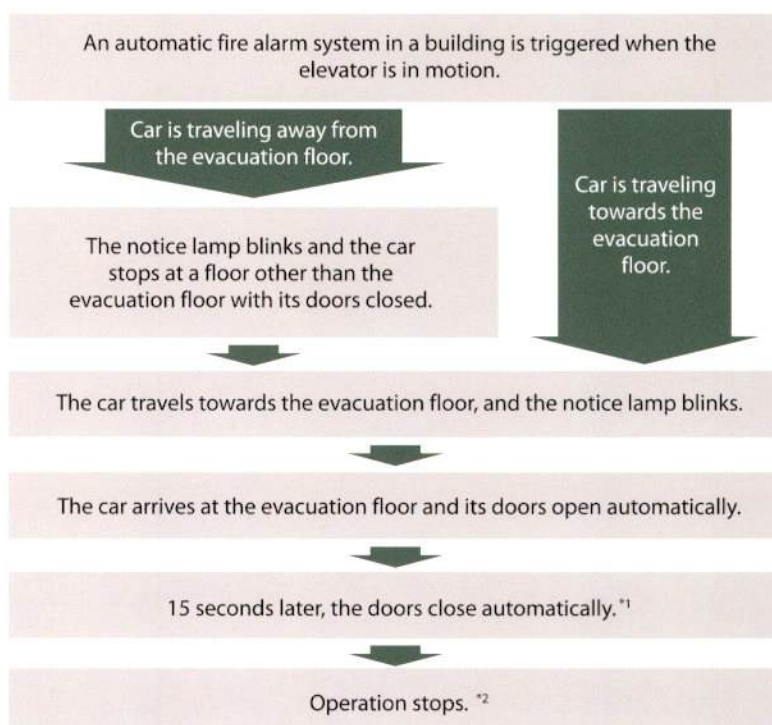 An automatic fire alarm system in a building is triggered when the
elevator is in motion.
Car is traveling away from
the evacuation floor.
Car is traveling
towards the
evacuation
floor.
The notice lamp blinks and the car
stops at a floor other than the
evacuation floor with its doors closed.
The car travels towards the evacuation floor, and the notice lamp blinks.
The car arrives at the evacuation floor and its doors open automatically.
15 seconds later, the doors close automatically. *1
Operation stops. *2